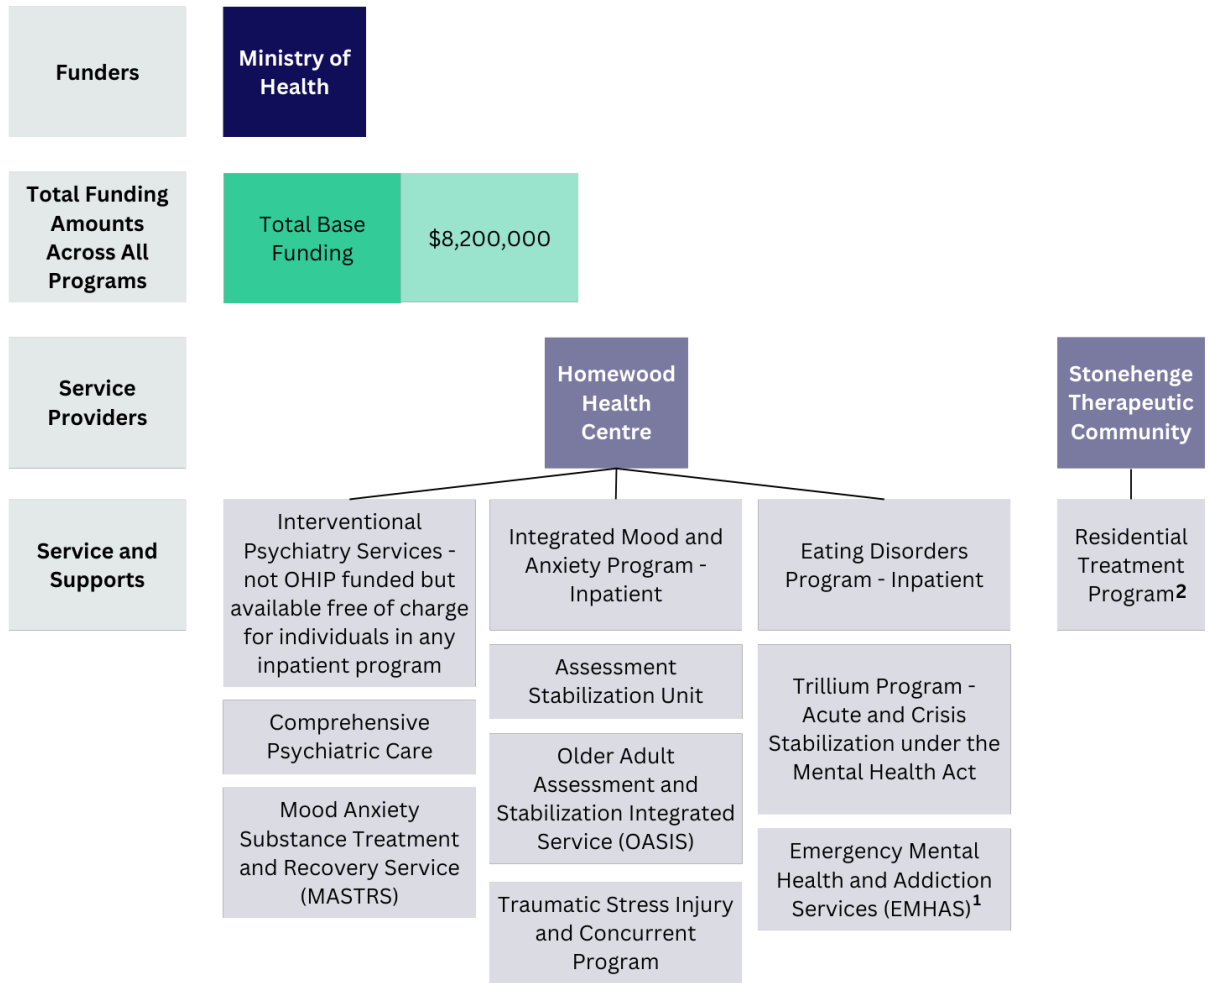 Funders
Ministry of
Health
Total Funding
Amounts
Across All
Programs
Total Base
Funding
$8,200,000
Service
Providers
Homewood
Health
Centre
Stonehenge
Therapeutic
Community
Service and
Supports
Interventional
Psychiatry Services -
not OHIP funded but
available free of charge
for individuals in any
inpatient program
Comprehensive
Psychiatric Care
Mood Anxiety
Substance Treatment
and Recovery Service
(MASTRS)
Integrated Mood and
Anxiety Program -
Inpatient
Assessment
Stabilization Unit
Older Adult
Assessment and
Stabilization Integrated
Service (OASIS)
Traumatic Stress Injury
and Concurrent
Program
Eating Disorders
Program - Inpatient
Trillium Program -
Acute and Crisis
Stabilization under the
Mental Health Act
Emergency Mental
Health and Addiction
Services (EMHAS)1
Residential
Treatment
Program2